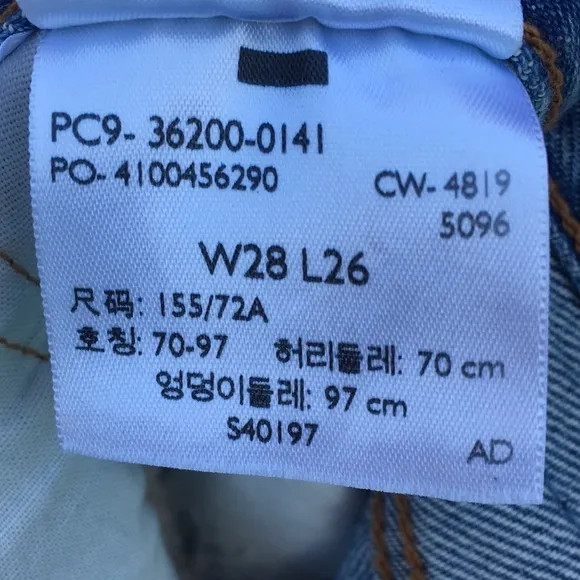 PC9- 36200-0141
PO- 4100456290 CW- 4819
5096
W28 L26
尺码: 155/72A
호칭: 70-97 허리둘레: 70 cm
엉덩이둘레: 97 cm
S40197
AD